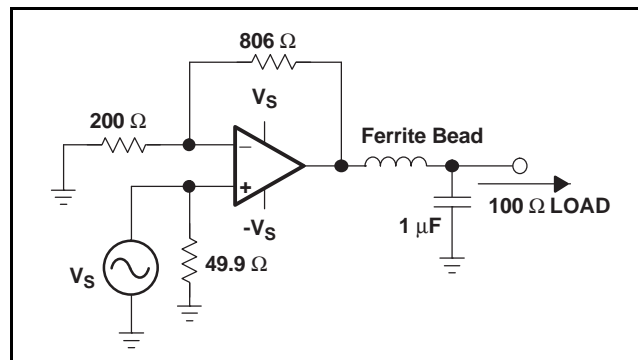 806 Ω
V_S
200 Ω
Ferrite Bead
−
+
-V_S
1 μF
100 Ω LOAD
V_S
49.9 Ω